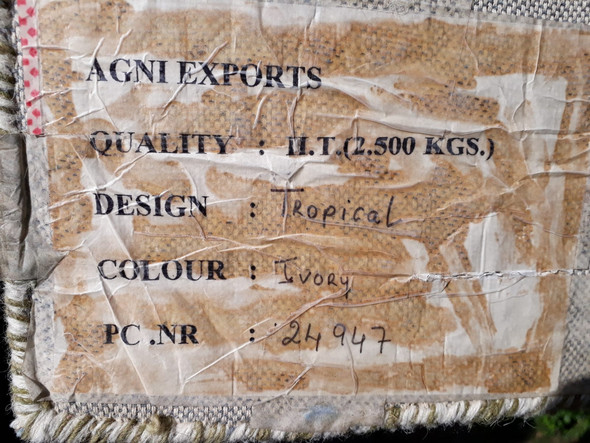 AGNI EXPORTS
QUALITY : H.T.(2.500 KGS.)
DESIGN : Tropical
COLOUR : Ivory
PC .NR : 24947